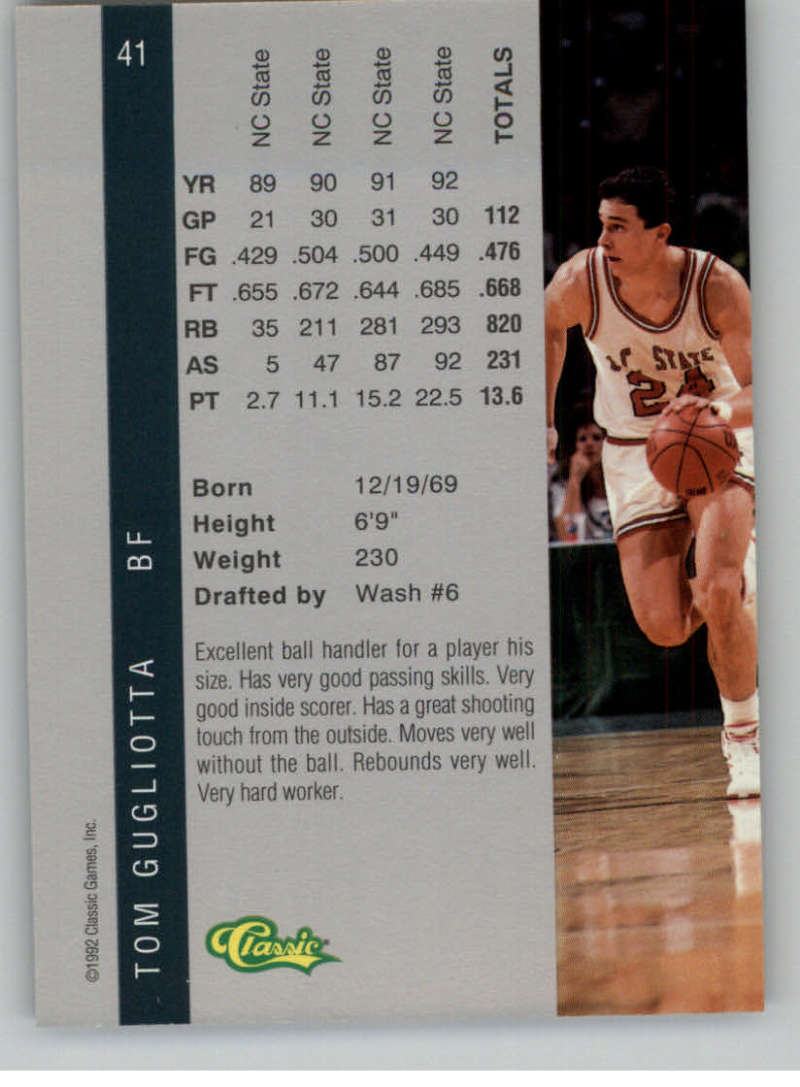 41
NC State NC State NC State NC State TOTALS
YR 89 90 91 92
GP 21 30 31 30 112
FG .429 .504 .500 .449 .476
FT .655 .672 .644 .685 .668
RB 35 211 281 293 820
AS 5 47 87 92 231
PT 2.7 11.1 15.2 22.5 13.6
Born 12/19/69
Height 6'9"
Weight 230
Drafted by Wash #6
Excellent ball handler for a player his
size. Has very good passing skills. Very
good inside scorer. Has a great shooting
touch from the outside. Moves very well
without the ball. Rebounds very well.
Very hard worker.
TOM GUGLIOTTA BF
©1992 Classic Games, Inc.
Classic
STATE
24